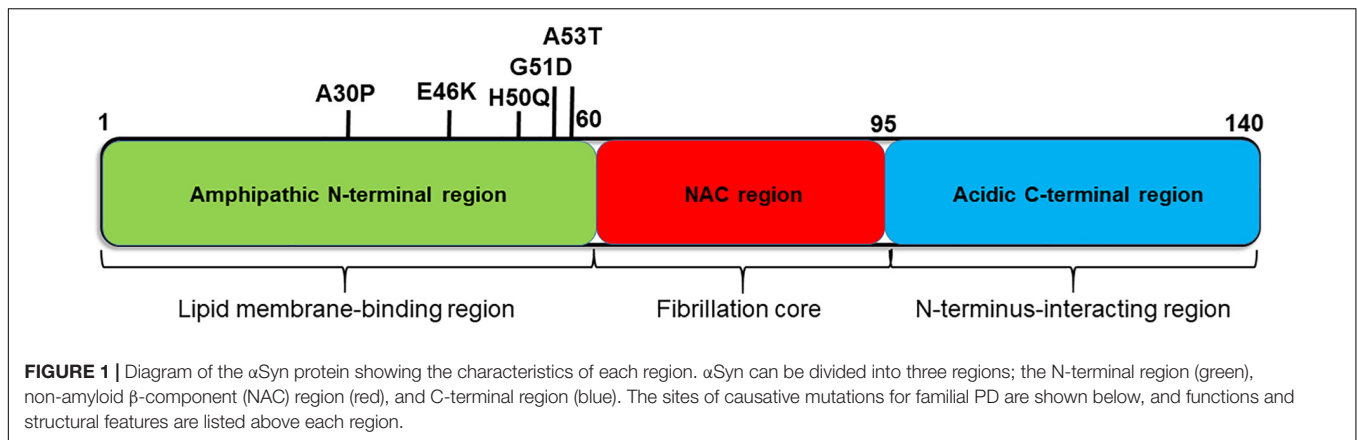 A53T
G51D
A30P E46K H50Q
1 60 95 140
Amphipathic N-terminal region NAC region Acidic C-terminal region
Lipid membrane-binding region Fibrillation core N-terminus-interacting region
FIGURE 1 | Diagram of the αSyn protein showing the characteristics of each region. αSyn can be divided into three regions; the N-terminal region (green),
non-amyloid β-component (NAC) region (red), and C-terminal region (blue). The sites of causative mutations for familial PD are shown below, and functions and
structural features are listed above each region.